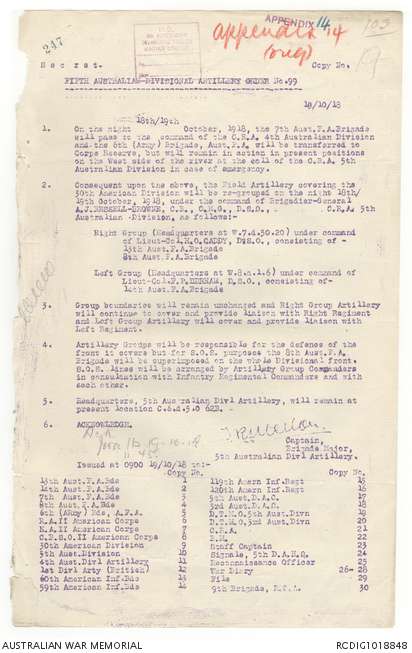 247
APPENDIX 14
appendix 14
S e c r e t.
Copy No.
19
FIFTH AUSTRALIAN DIVISIONAL ARTILLERY ORDER No.99
19/10/18
18th/19th
1. On the night October, 1918, the 7th Aust.F.A.Brigade
will pass to the command of the C.R.A. 4th Australian Division
and the 6th (Army) Brigade, Aust.F.A. will be transferred to
Corps Reserve, but will remain in action in present positions
on the West side of the river at the call of the C.R.A. 5th
Australian Division in case of emergency.
2. Consequent upon the above, the Field Artillery covering the
30th American Division will be re-grouped on the night 18th/
19th October, 1918, under the command of Brigadier-General
A.J.BESSELL-BROWNE, C.B., C.M.G., D.S.O., C.R.A. 5th
Australian Division, as follows:-
Right Group (Headquarters at W.7.d.50.20) under command
of Lieut-Col.H.O.CADDY, D.S.O., consisting of -
13th Aust.F.A.Brigade
8th Aust.F.A.Brigade
Left Group (Headquarters at W.8.a.1.6) under command of
Lieut-Col.F.P.DERHAM, D.S.O., consisting of-
14th Aust.F.A.Brigade
3. Group boundaries will remain unchanged and Right Group Artillery
will continue to cover and provide liaison with Right Regiment
and Left Group Artillery will cover and provide liaison with
Left Regiment.
4. Artillery Groups will be responsible for the defence of the
front it covers but for S.O.S. purposes the 8th Aust.F.A.
Brigade will be superimposed on the whole Divisional front.
S.O.S. lines will be arranged by Artillery Group Commanders
in consultation with Infantry Regimental Commanders and with
each other.
5. Headquarters, 5th Australian Divl Artillery, will remain at
present location C.6.d.5.0 62B.
6. ACKNOWLEDGE.
Captain,
Brigade Major,
5th Australian Divl Artillery.
Issued at 0900 19/10/18 to:-
Copy No. Copy No.
13th Aust.F.A.Bde 1 119th Amern Inf.Regt 15
14th Aust.F.A.Bde 2 120th Amern Inf.Regt 16
7th Aust.F.A.Bde 3 5th Aust.D.A.C. 17
8th Aust.F.A.Bde 4 3rd Aust.D.A.C. 18
6th (Army) Bde, A.F.A. 5 D.T.M.O.5th Aust.Divn 19
R.A.II American Corps 6 D.T.M.O.3rd Aust.Divn 20
H.A.II American Corps 7 C.R.A. 21
C.B.S.O.II American Corps 8 B.M. 22
30th American Division 9 Staff Captain 23
5th Aust.Division 10 Signals, 5th D.A.HQ. 24
4th Aust.Divl Artillery 11 Reconnaissance Officer 25
1st Divl Arty (British) 12 War Diary 26-28
60th American Inf.Bde 13 File 29
59th American Inf.Bde 14 9th Brigade, R.F.A. 30
AUSTRALIAN WAR MEMORIAL
RCDIG1018848